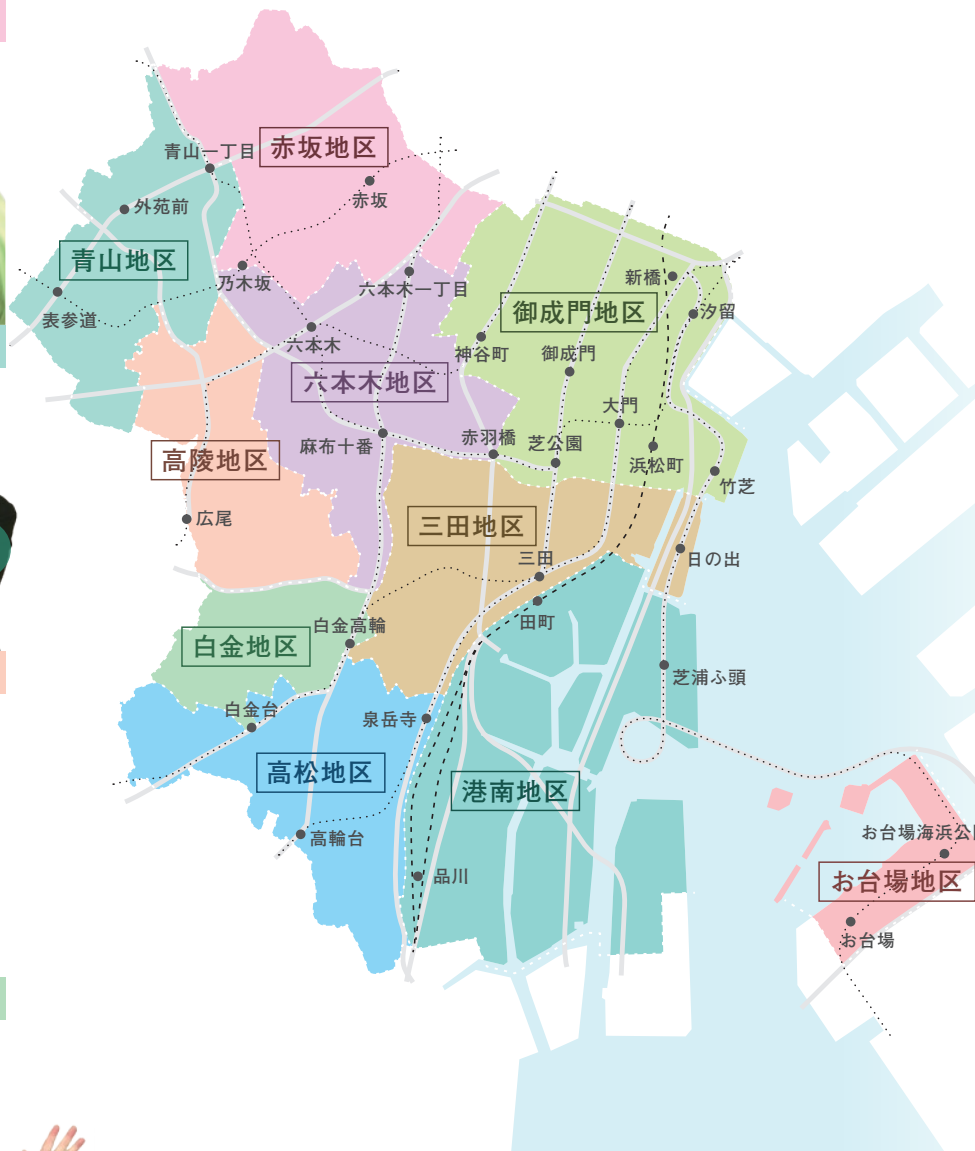 青山一丁目
赤坂地区
赤坂
外苑前
青山地区
乃木坂
表参道
六本木一丁目
新橋
御成門地区
汐留
六本木
神谷町
御成門
六本木地区
大門
麻布十番
赤羽橋
芝公園
浜松町
高陵地区
竹芝
広尾
三田地区
三田
日の出
田町
白金高輪
白金地区
芝浦ふ頭
白金台
泉岳寺
高松地区
港南地区
高輪台
お台場海浜公
品川
お台場地区
お台場